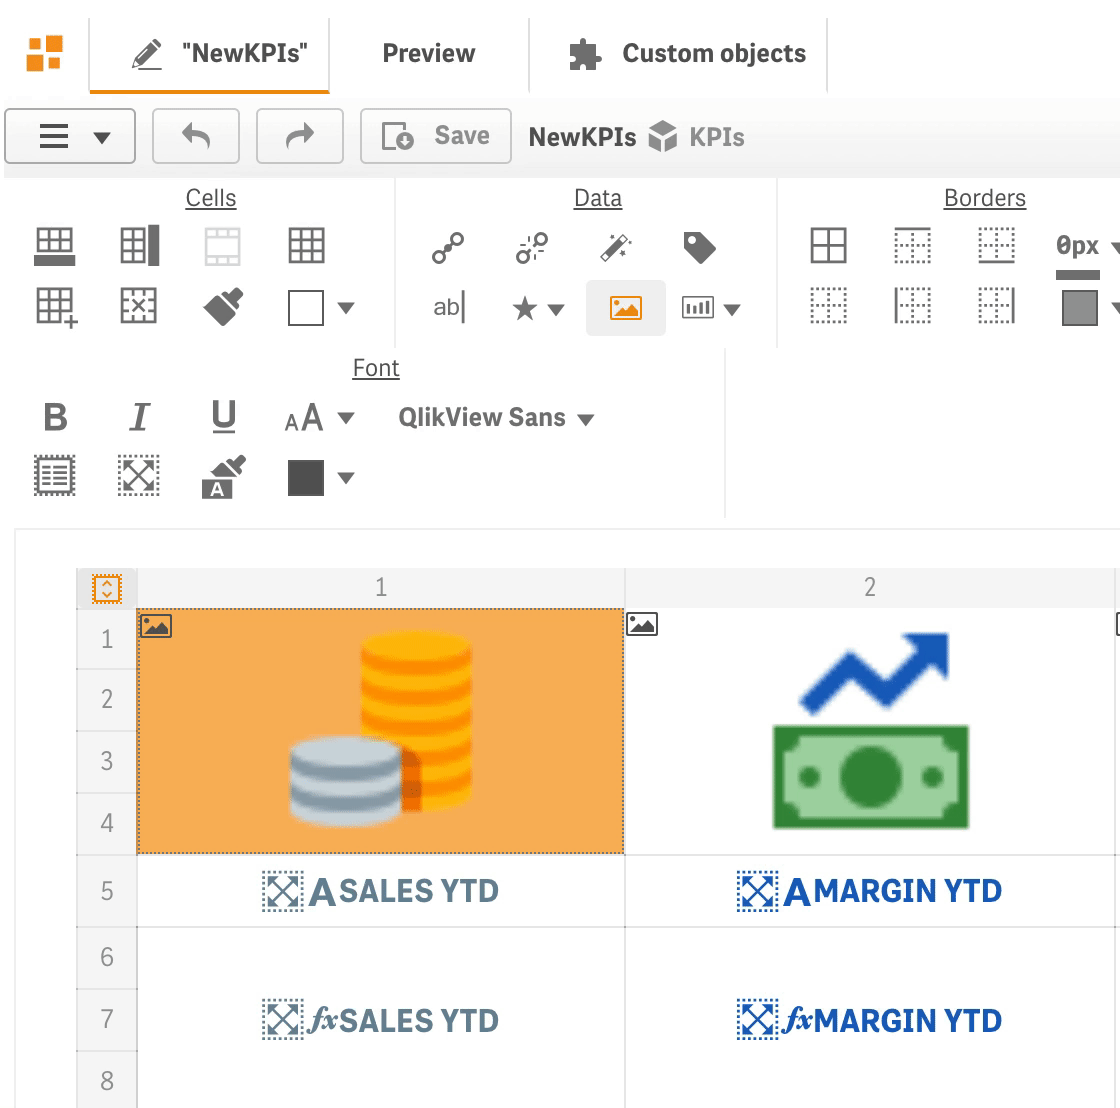 "NewKPIs" Preview Custom objects
Save NewKPIs KPIs
Cells Data Borders
0px
ab|
Font
B I U AA QlikView Sans
A
1 2
1
2
3
4
5 A SALES YTD A MARGIN YTD
6
7 fx SALES YTD fx MARGIN YTD
8